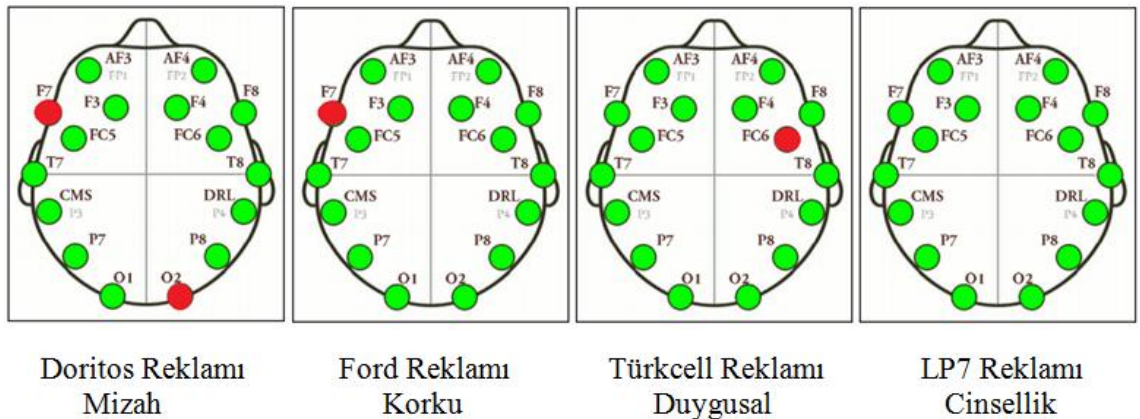 AF3 AF4
FP1 FP2
F7 F3 F4 F8
FC5 FC6
T7 T8
CMS DRL
P3 P4
P7 P8
O1 O2
AF3 AF4
FP1 FP2
F7 F3 F4 F8
FC5 FC6
T7 T8
CMS DRL
P3 P4
P7 P8
O1 O2
AF3 AF4
FP1 FP2
F7 F3 F4 F8
FC5 FC6
T7 T8
CMS DRL
P3 P4
P7 P8
O1 O2
AF3 AF4
FP1 FP2
F7 F3 F4 F8
FC5 FC6
T7 T8
CMS DRL
P3 P4
P7 P8
O1 O2
Doritos Reklamı
Mizah
Ford Reklamı
Korku
Türkcell Reklamı
Duygusal
LP7 Reklamı
Cinsellik